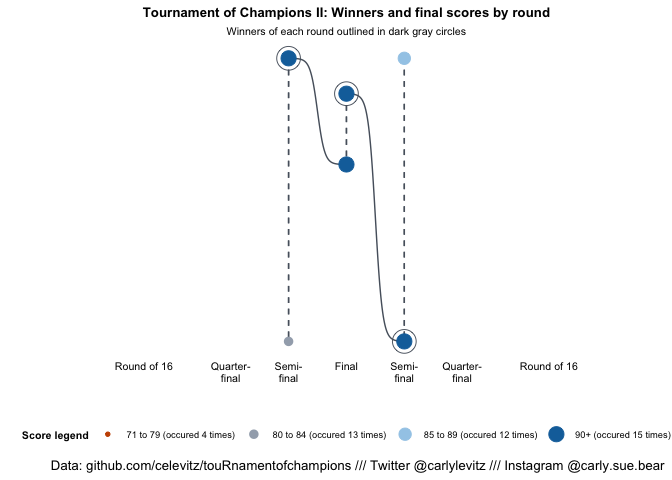 Tournament of Champions II: Winners and final scores by round
Winners of each round outlined in dark gray circles
Round of 16
Quarter-
final
Semi-
final
Final
Semi-
final
Quarter-
final
Round of 16
Score legend
71 to 79 (occured 4 times)
80 to 84 (occured 13 times)
85 to 89 (occured 12 times)
90+ (occured 15 times)
Data: github.com/celevitz/touRnamentofchampions /// Twitter @carlylevitz /// Instagram @carly.sue.bear